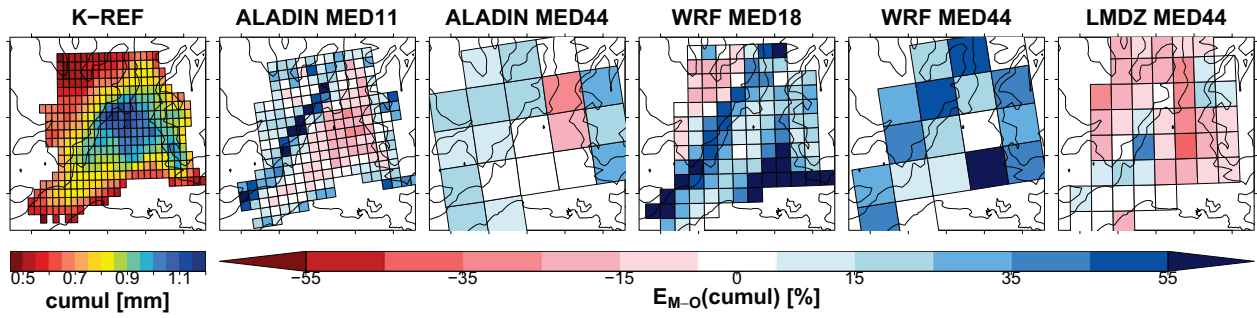 K−REF ALADIN MED11 ALADIN MED44 WRF MED18 WRF MED44 LMDZ MED44
0.5 0.7 0.9 1.1 −55 −35 −15 0 15 35 55
cumul [mm] E_M−O(cumul) [%]